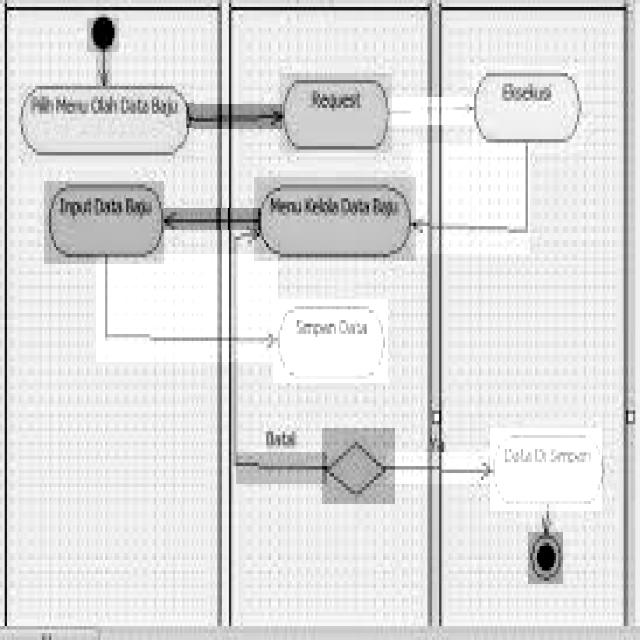 Pilih Menu Olah Data Baju
Request
Eksekusi
Input Data Baju
Menu Kelola Data Baju
Simpan Data
Batal
Ya
Data Di Simpan